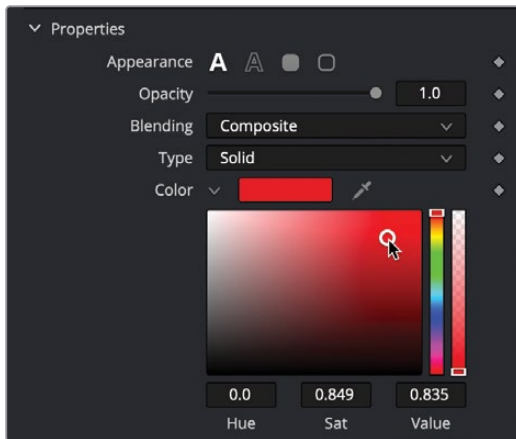 Properties
Appearance A A
Opacity 1.0
Blending Composite
Type Solid
Color
0.0 0.849 0.835
Hue Sat Value